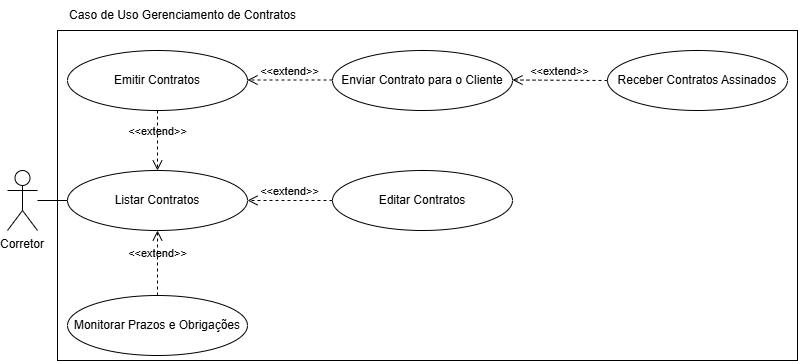 Caso de Uso Gerenciamento de Contratos
Emitir Contratos
<<extend>>
Enviar Contrato para o Cliente
<<extend>>
Receber Contratos Assinados
<<extend>>
Listar Contratos
<<extend>>
Editar Contratos
Corretor
<<extend>>
Monitorar Prazos e Obrigações